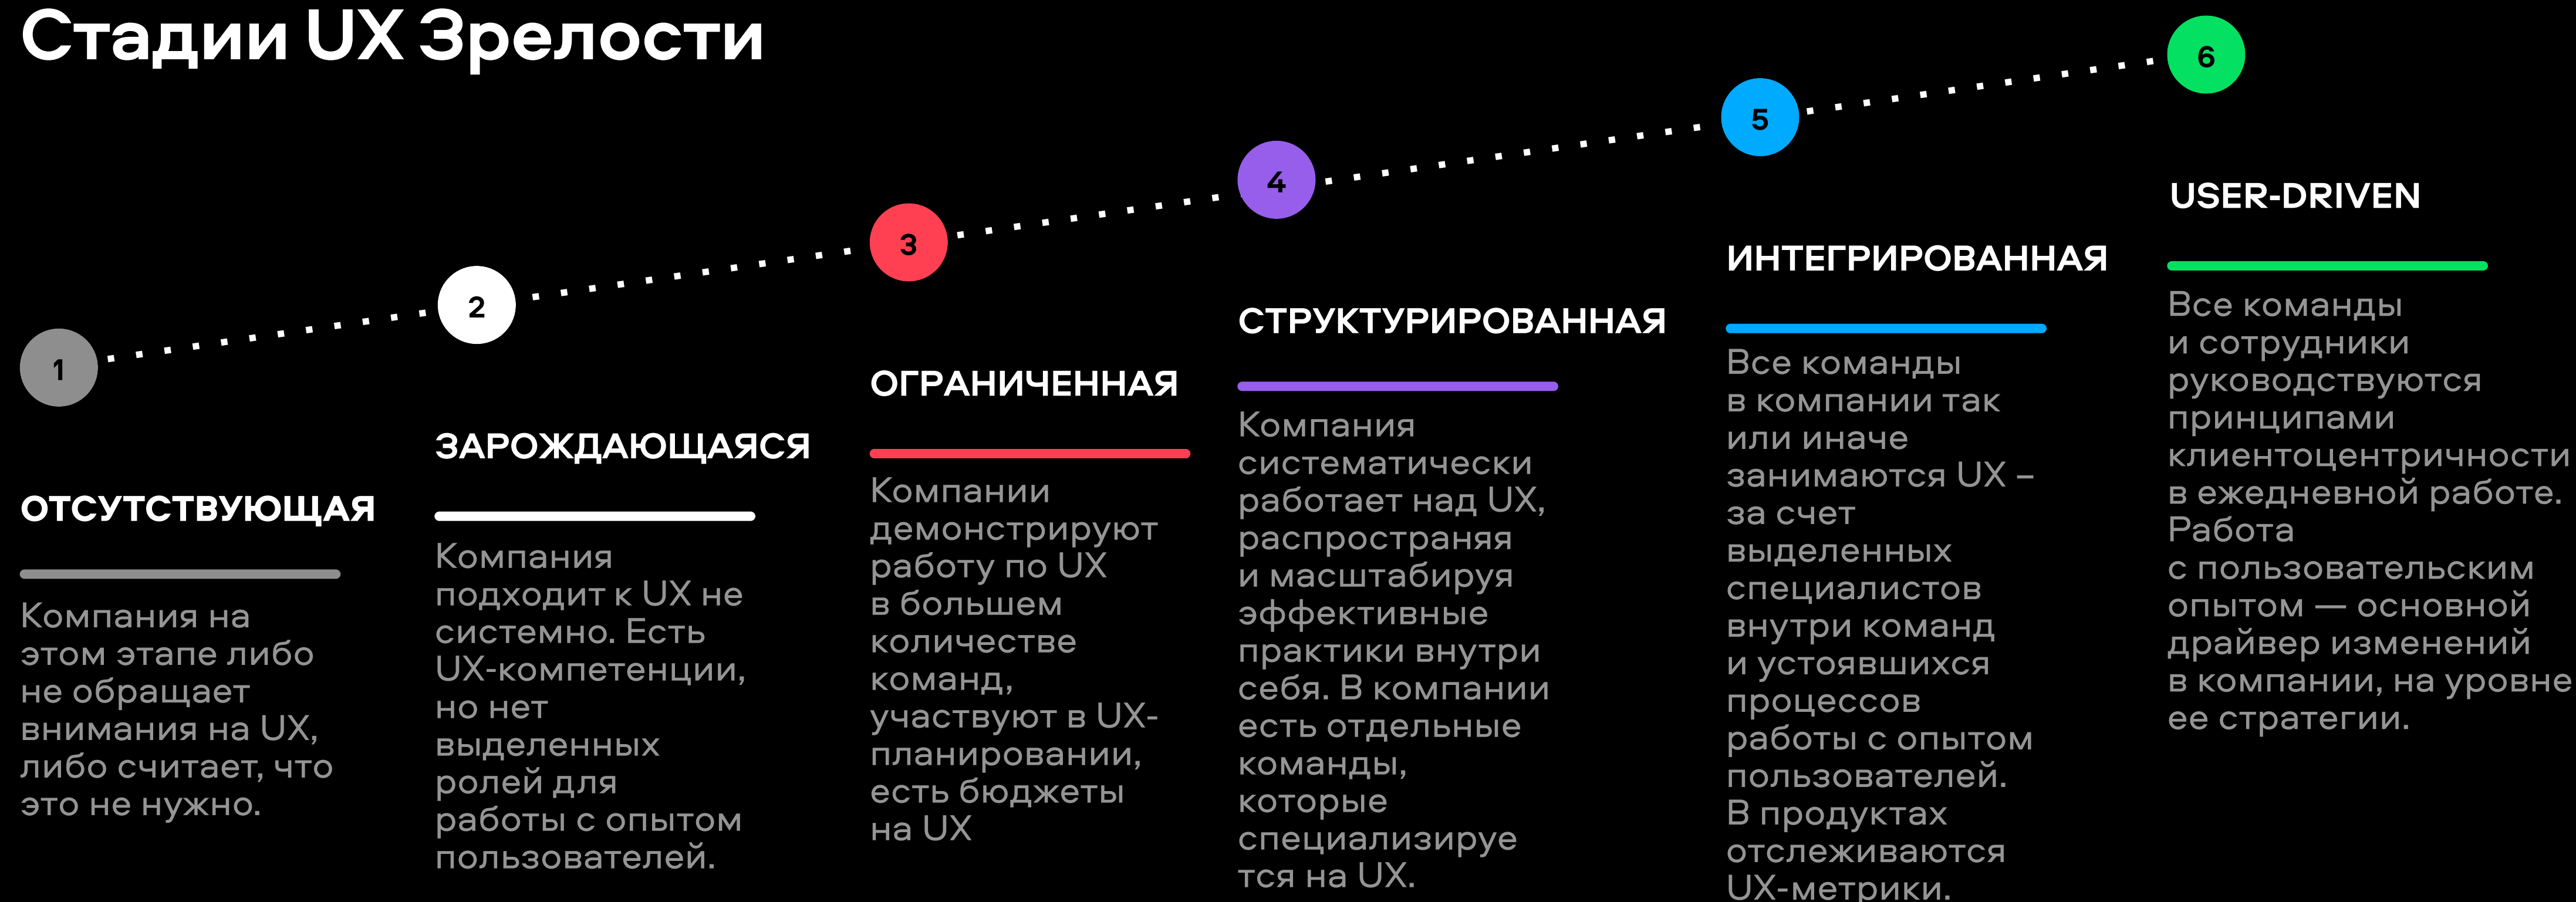 Стадии UX Зрелости
1
ОТСУТСТВУЮЩАЯ
Компания на
этом этапе либо
не обращает
внимания на UX,
либо считает, что
это не нужно.
2
ЗАРОЖДАЮЩАЯСЯ
Компания
подходит к UX не
системно. Есть
UX-компетенции,
но нет
выделенных
ролей для
работы с опытом
пользователей.
3
ОГРАНИЧЕННАЯ
Компании
демонстрируют
работу по UX
в большем
количестве
команд,
участвуют в UX-
планировании,
есть бюджеты
на UX
4
СТРУКТУРИРОВАННАЯ
Компания
систематически
работает над UX,
распространяя
и масштабируя
эффективные
практики внутри
себя. В компании
есть отдельные
команды,
которые
специализируе
тся на UX.
5
ИНТЕГРИРОВАННАЯ
Все команды
в компании так
или иначе
занимаются UX –
за счет
выделенных
специалистов
внутри команд
и устоявшихся
процессов
работы с опытом
пользователей.
В продуктах
отслеживаются
UX-метрики.
6
USER-DRIVEN
Все команды
и сотрудники
руководствуются
принципами
клиентоцентричности
в ежедневной работе.
Работа
с пользовательским
опытом — основной
драйвер изменений
в компании, на уровне
ее стратегии.